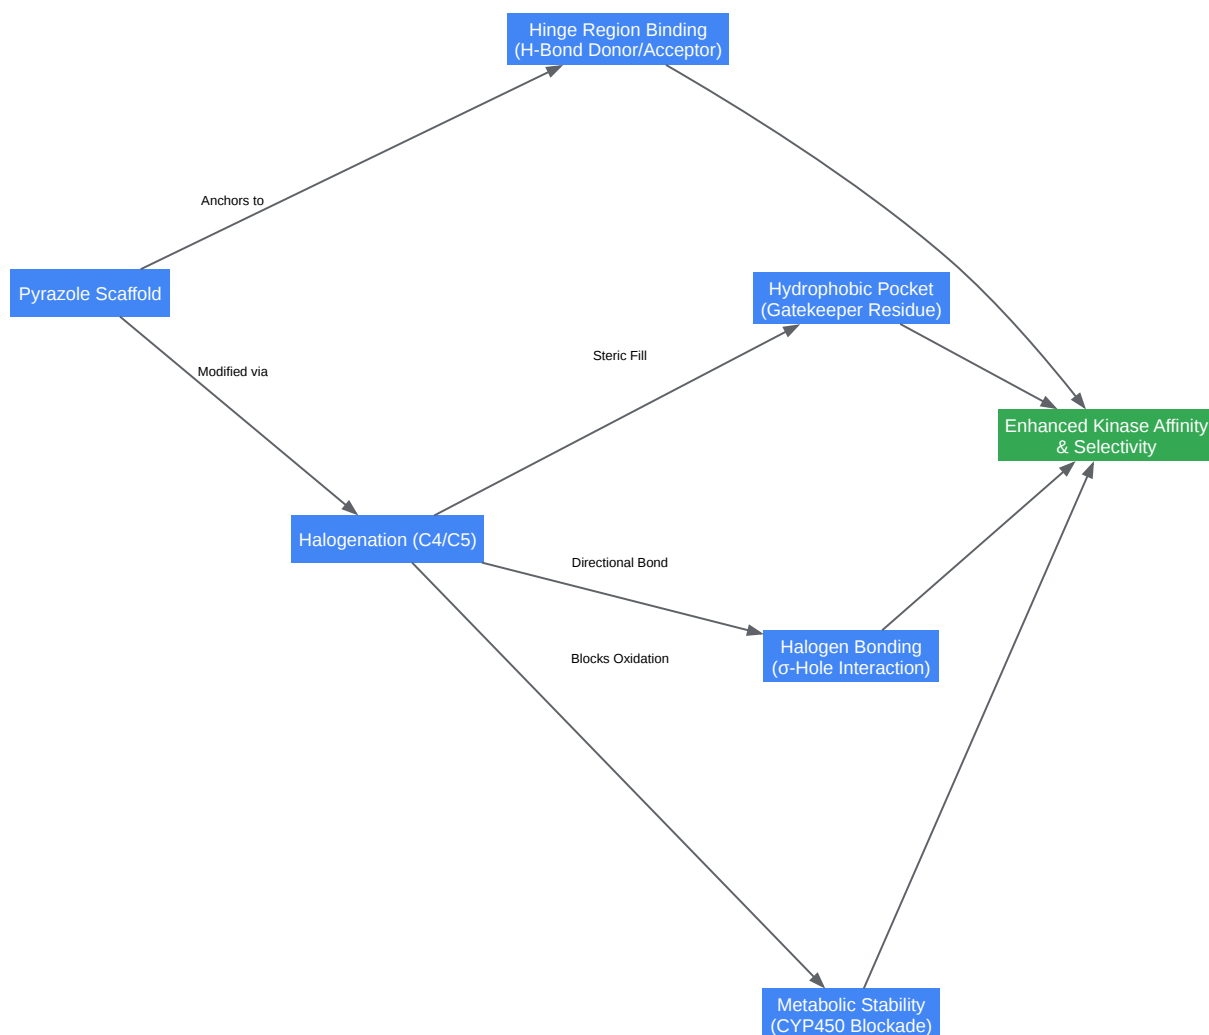 Hinge Region Binding
(H-Bond Donor/Acceptor)
Anchors to
Pyrazole Scaffold
Hydrophobic Pocket
(Gatekeeper Residue)
Steric Fill
Modified via
Enhanced Kinase Affinity
& Selectivity
Halogenation (C4/C5)
Directional Bond
Halogen Bonding
(σ-Hole Interaction)
Blocks Oxidation
Metabolic Stability
(CYP450 Blockade)